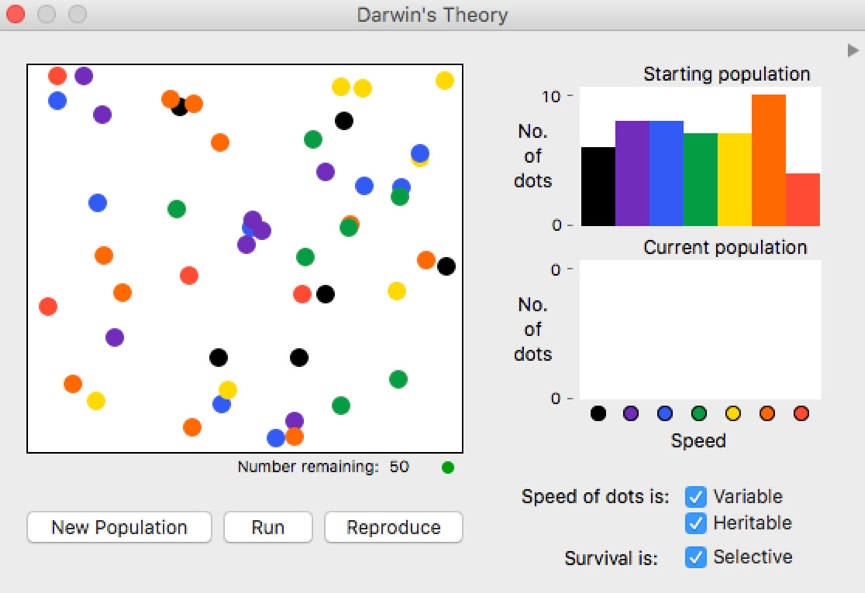 Darwin's Theory
Starting population
10
No.
of
dots
0
Current population
0
No.
of
dots
0
Speed
Number remaining: 50
Speed of dots is: Variable
Heritable
Survival is: Selective
New Population Run Reproduce